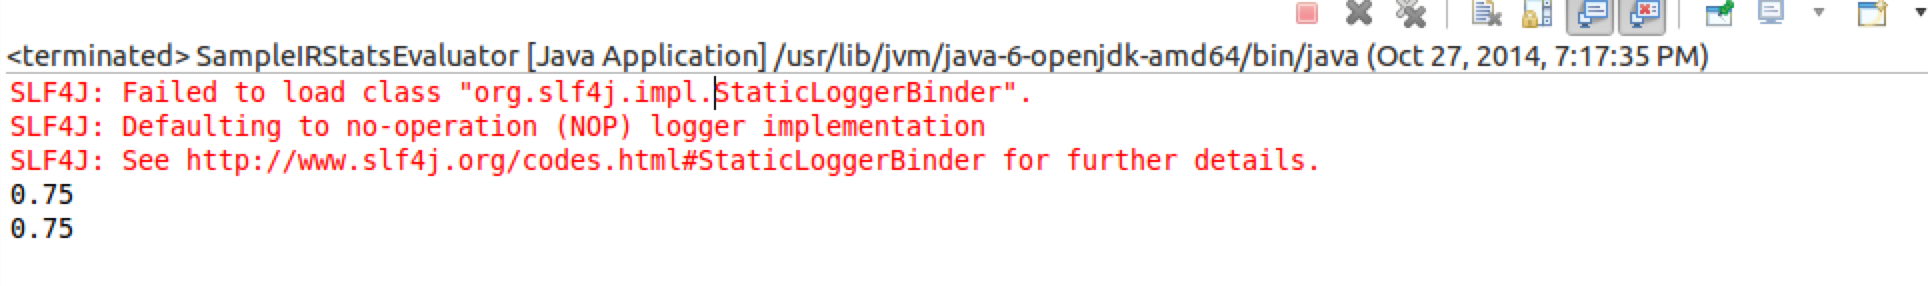 <terminated> SampleIRStatsEvaluator [Java Application] /usr/lib/jvm/java-6-openjdk-amd64/bin/java (Oct 27, 2014, 7:17:35 PM)
SLF4J: Failed to load class "org.slf4j.impl.StaticLoggerBinder".
SLF4J: Defaulting to no-operation (NOP) logger implementation
SLF4J: See http://www.slf4j.org/codes.html#StaticLoggerBinder for further details.
0.75
0.75